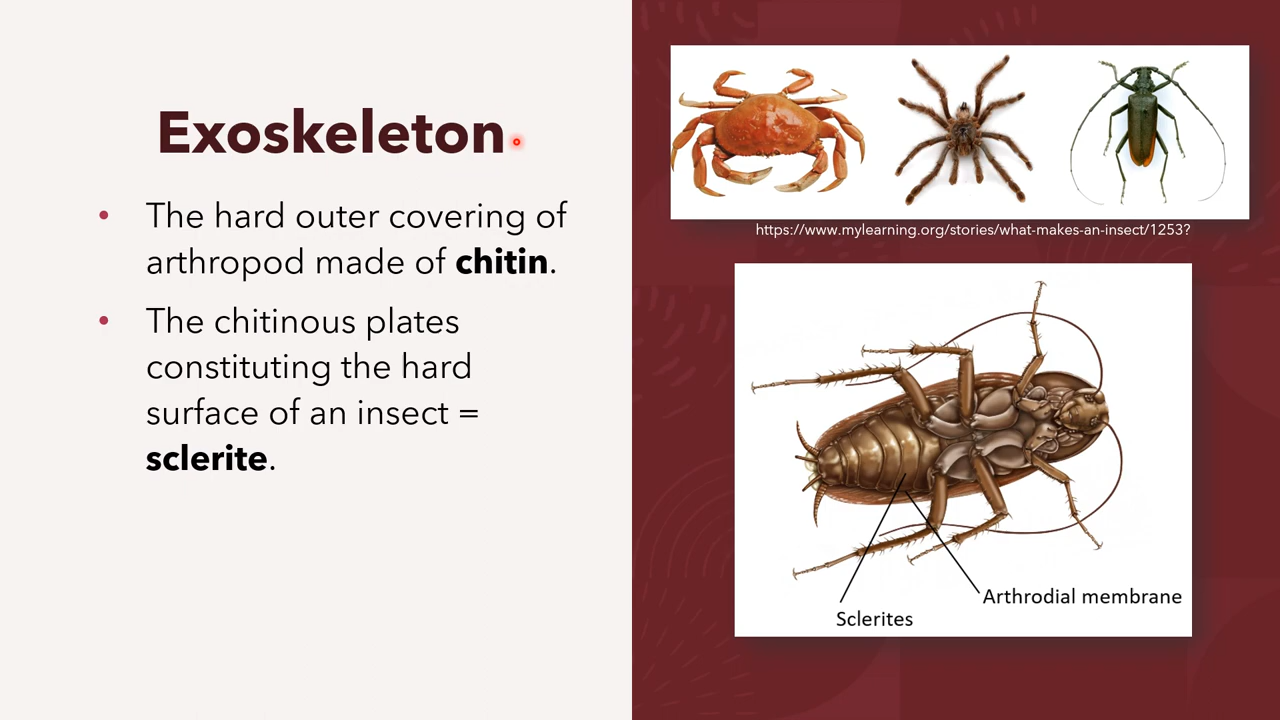 Exoskeleton
• The hard outer covering of
arthropod made of chitin.
• The chitinous plates
constituting the hard
surface of an insect =
sclerite.
https://www.mylearning.org/stories/what-makes-an-insect/1253?
Arthrodial membrane
Sclerites